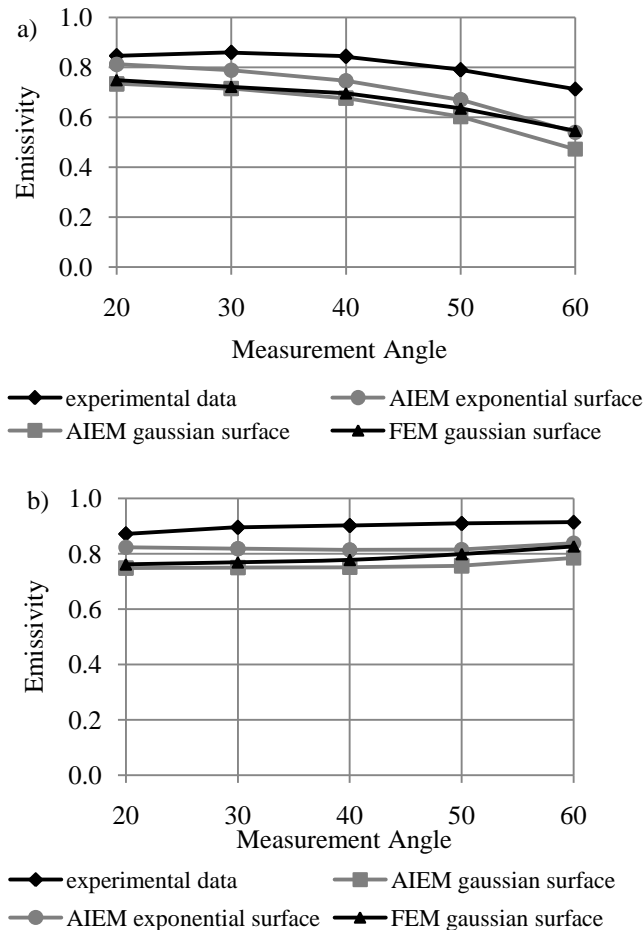 a)
1.0
0.8
0.6
0.4
0.2
0.0
Emissivity
20 30 40 50 60
Measurement Angle
experimental data AIEM exponential surface
AIEM gaussian surface FEM gaussian surface
b)
1.0
0.8
0.6
0.4
0.2
0.0
Emissivity
20 30 40 50 60
Measurement Angle
experimental data AIEM gaussian surface
AIEM exponential surface FEM gaussian surface